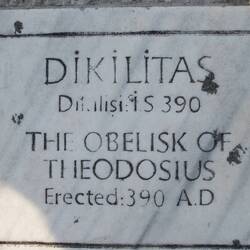 DİKİLİTAŞ
Dikilişi:İS 390
THE OBELISK OF
THEODOSIUS
Erected:390 A.D